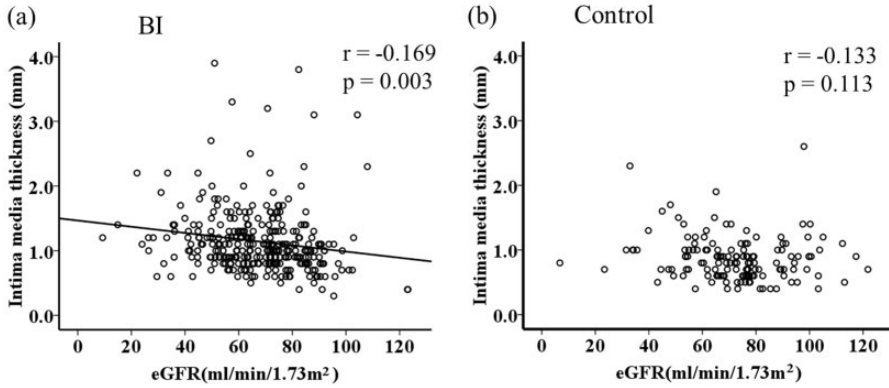 (a)
BI
r = -0.169
p = 0.003
Intima media thickness (mm)
4.0
3.0
2.0
1.0
0.0
0 20 40 60 80 100 120
eGFR(ml/min/1.73m²)
(b)
Control
r = -0.133
p = 0.113
Intima media thickness (mm)
4.0
3.0
2.0
1.0
0.0
0 20 40 60 80 100 120
eGFR(ml/min/1.73m²)